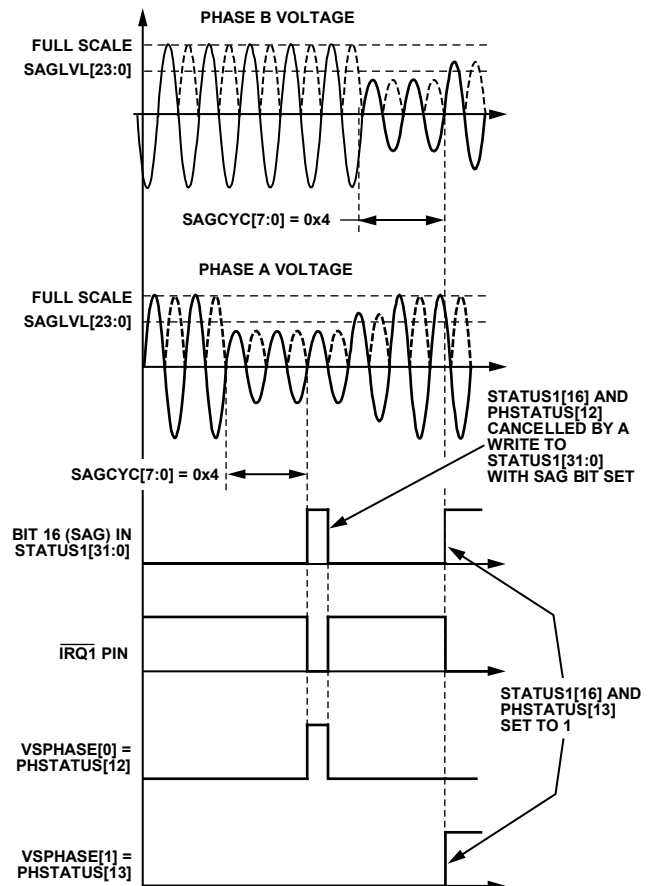 PHASE B VOLTAGE
FULL SCALE
SAGLVL[23:0]
SAGCYC[7:0] = 0x4
PHASE A VOLTAGE
FULL SCALE
SAGLVL[23:0]
STATUS1[16] AND
PHSTATUS[12]
CANCELLED BY A
WRITE TO
STATUS1[31:0]
WITH SAG BIT SET
SAGCYC[7:0] = 0x4
BIT 16 (SAG) IN
STATUS1[31:0]
IRQ1 PIN
STATUS1[16] AND
PHSTATUS[13]
SET TO 1
VSPHASE[0] =
PHSTATUS[12]
VSPHASE[1] =
PHSTATUS[13]